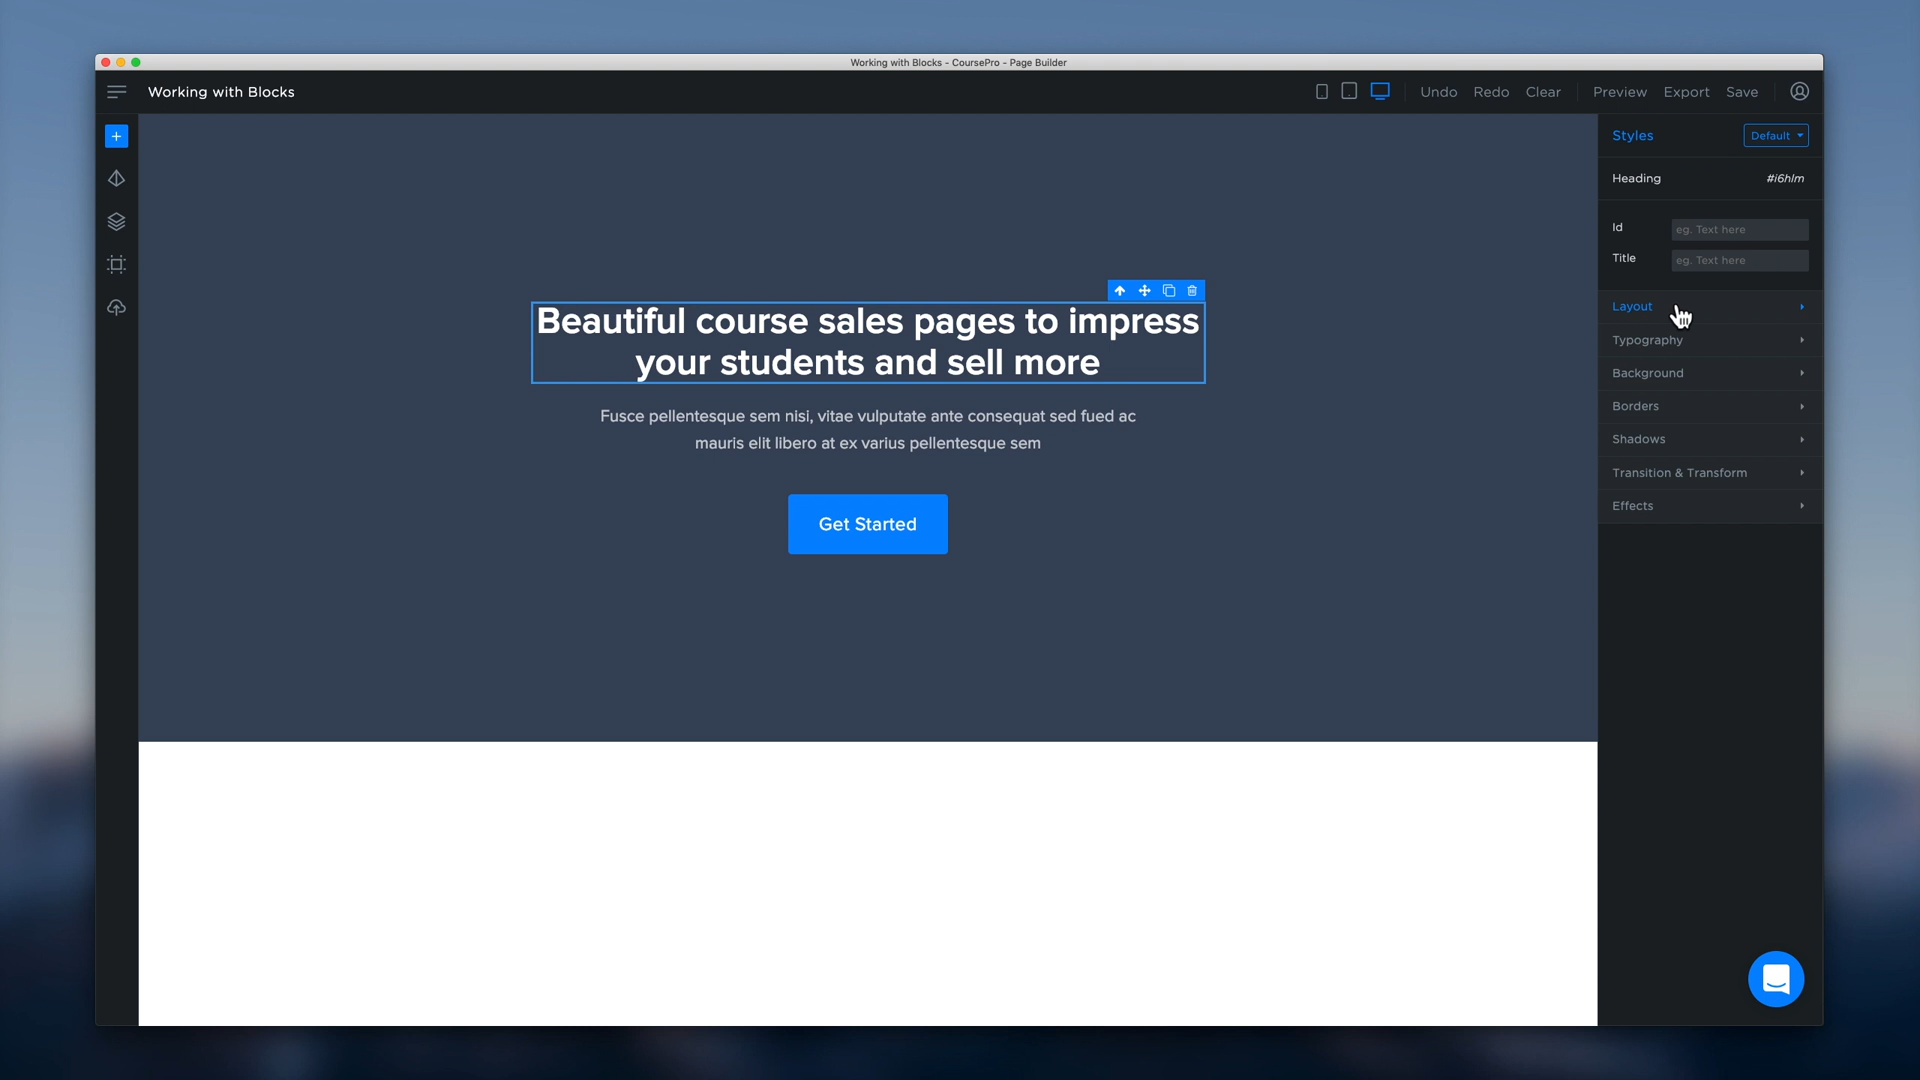 Working with Blocks - CoursePro - Page Builder
Working with Blocks
Undo Redo Clear Preview Export Save
Styles Default
Heading #i6hlm
Id eg. Text here
Title eg. Text here
Layout
Typography
Background
Borders
Shadows
Transition & Transform
Effects
Beautiful course sales pages to impress
your students and sell more
Fusce pellentesque sem nisi, vitae vulputate ante consequat sed fued ac
mauris elit libero at ex varius pellentesque sem
Get Started